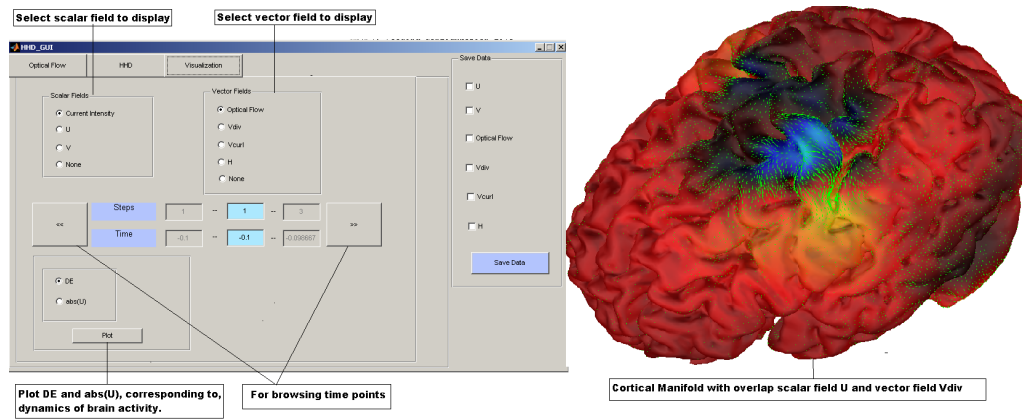 Select scalar field to display
Select vector field to display
HHD_GUI
Optical Flow
HHD
Visualization
Scalar Fields
Current Intensity
U
V
None
Vector Fields
Optical Flow
Vdiv
Vcurl
H
None
<<
Steps
1 -- 1 -- 3
Time
-0.1 -- -0.1 -- -0.098667
>>
DE
abs(U)
Plot
Save Data
U
V
Optical Flow
Vdiv
Vcurl
H
Save Data
Plot DE and abs(U), corresponding to,
dynamics of brain activity.
For browsing time points
Cortical Manifold with overlap scalar field U and vector field Vdiv